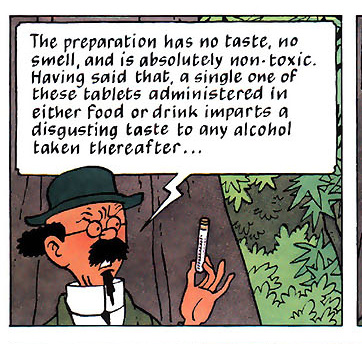 The preparation has no taste, no
smell, and is absolutely non-toxic.
Having said that, a single one of
these tablets administered in
either food or drink imparts a
disgusting taste to any alcohol
taken thereafter...